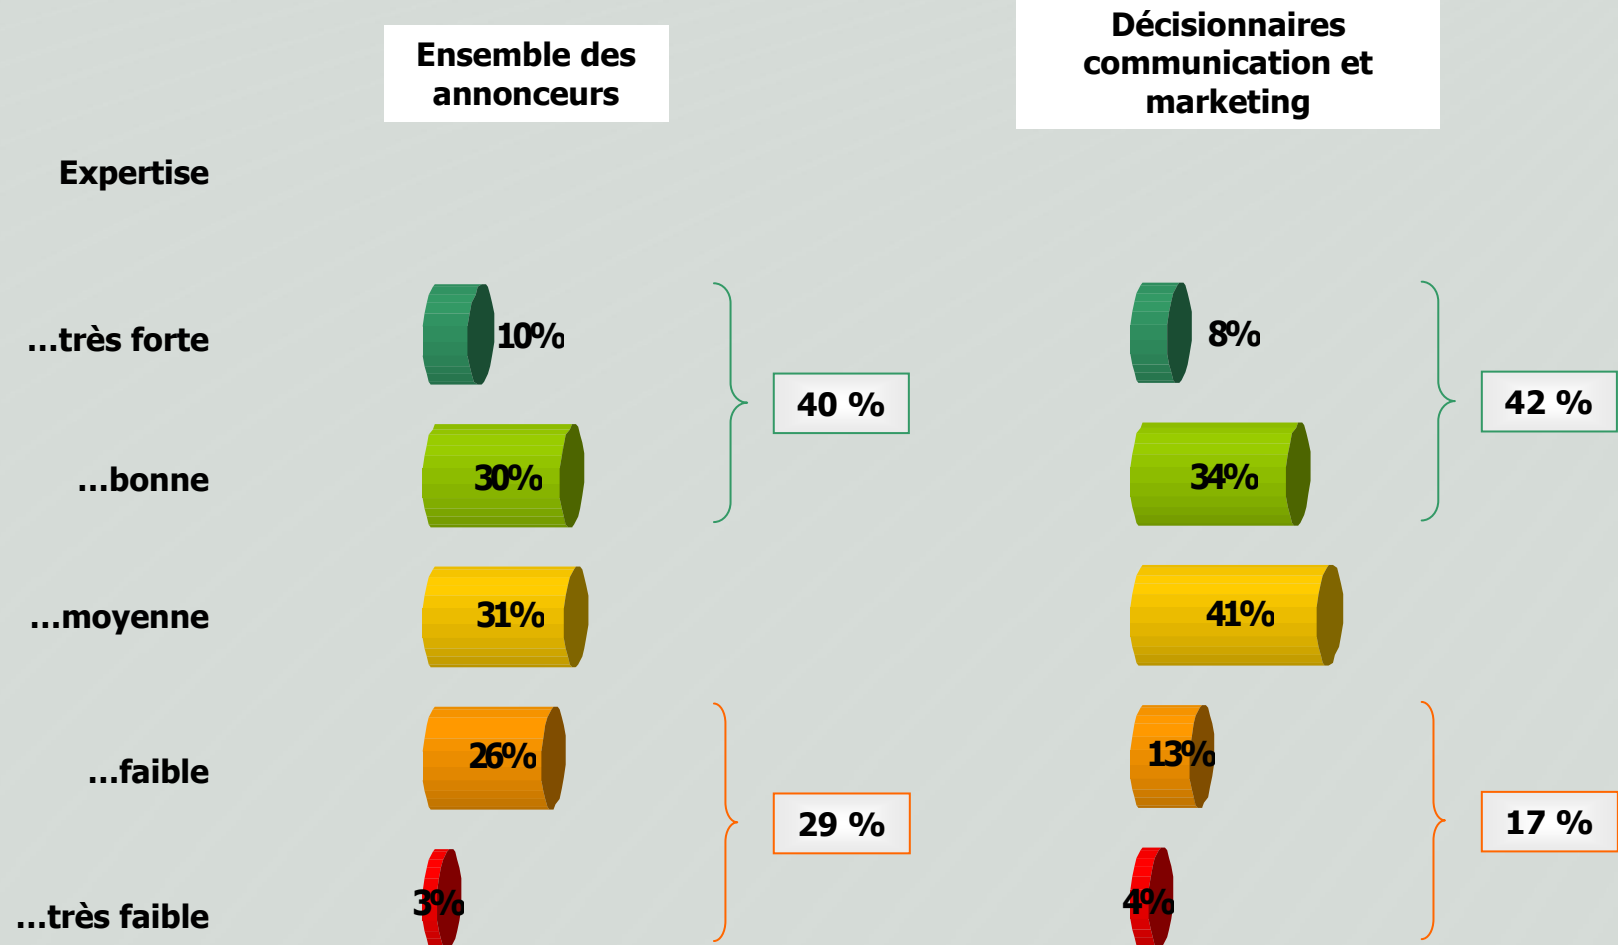 Ensemble des
annonceurs
Décisionnaires
communication et
marketing
Expertise
...très forte
10%
8%
40 %
42 %
...bonne
30%
34%
...moyenne
31%
41%
...faible
26%
13%
29 %
17 %
...très faible
3%
4%